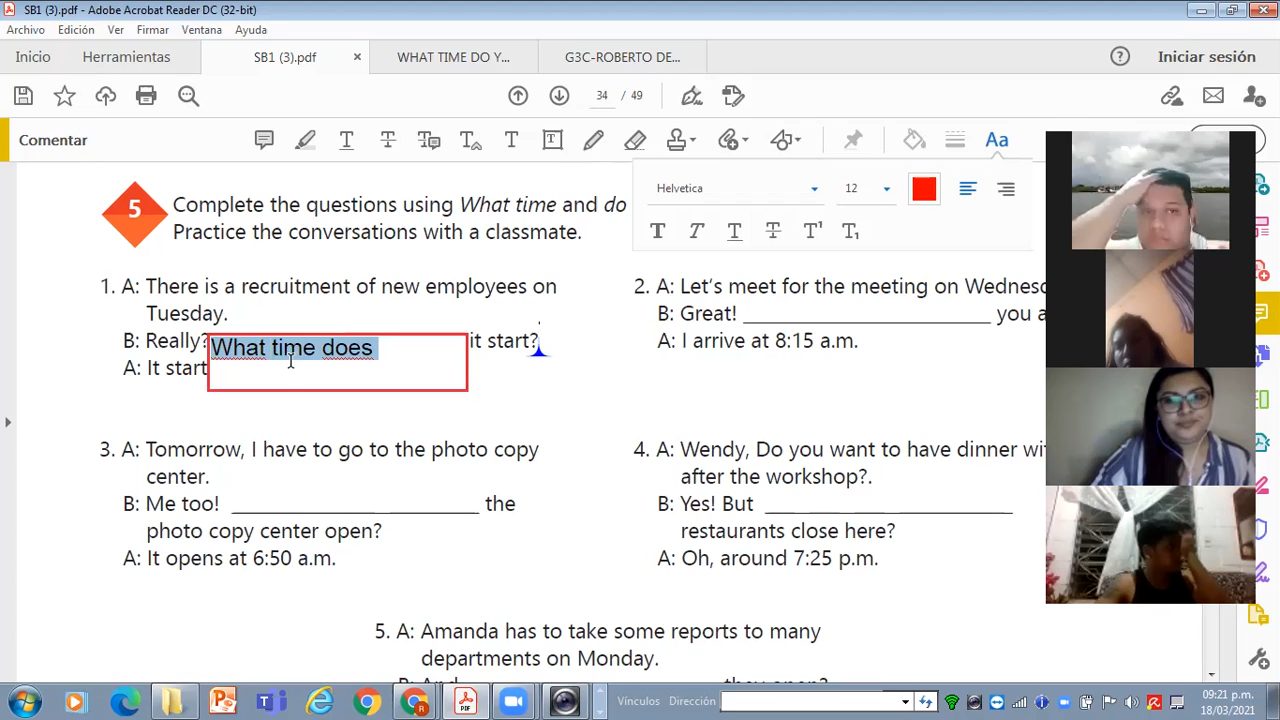 SB1 (3).pdf - Adobe Acrobat Reader DC (32-bit)
Archivo Edición Ver Firmar Ventana Ayuda
Inicio Herramientas SB1 (3).pdf × WHAT TIME DO Y... G3C-ROBERTO DE... Iniciar sesión
34 / 49
Comentar
Helvetica 12
5
Complete the questions using What time and do
Practice the conversations with a classmate.
1. A: There is a recruitment of new employees on
Tuesday.
B: Really? What time does it start?
A: It start
2. A: Let's meet for the meeting on Wednesd
B: Great! ____________________ you a
A: I arrive at 8:15 a.m.
3. A: Tomorrow, I have to go to the photo copy
center.
B: Me too! ____________________ the
photo copy center open?
A: It opens at 6:50 a.m.
4. A: Wendy, Do you want to have dinner wi
after the workshop?.
B: Yes! But ____________________
restaurants close here?
A: Oh, around 7:25 p.m.
5. A: Amanda has to take some reports to many
departments on Monday.
Vínculos Dirección
09:21 p.m.
18/03/2021